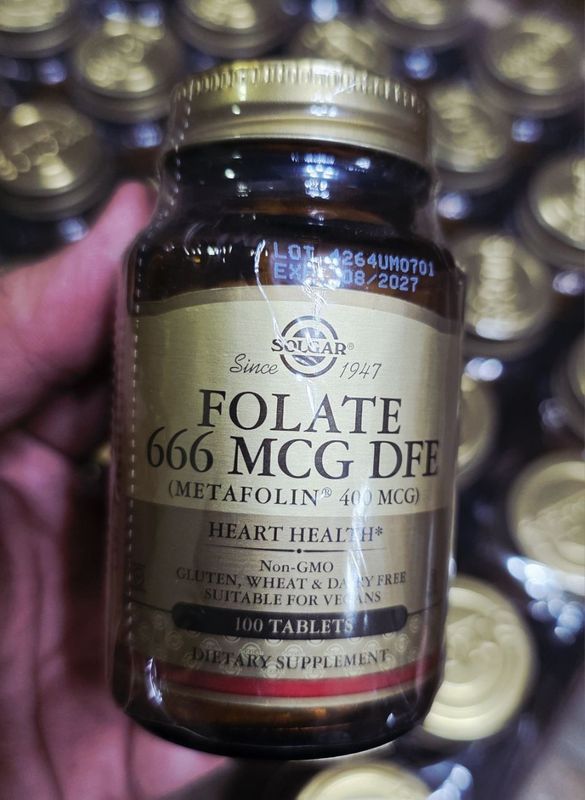 LOT 4264UM0701
EXP 08/2027
SOLGAR®
Since 1947
FOLATE
666 MCG DFE
(METAFOLIN® 400 MCG)
HEART HEALTH*
Non-GMO
GLUTEN, WHEAT & DAIRY FREE
SUITABLE FOR VEGANS
100 TABLETS
DIETARY SUPPLEMENT